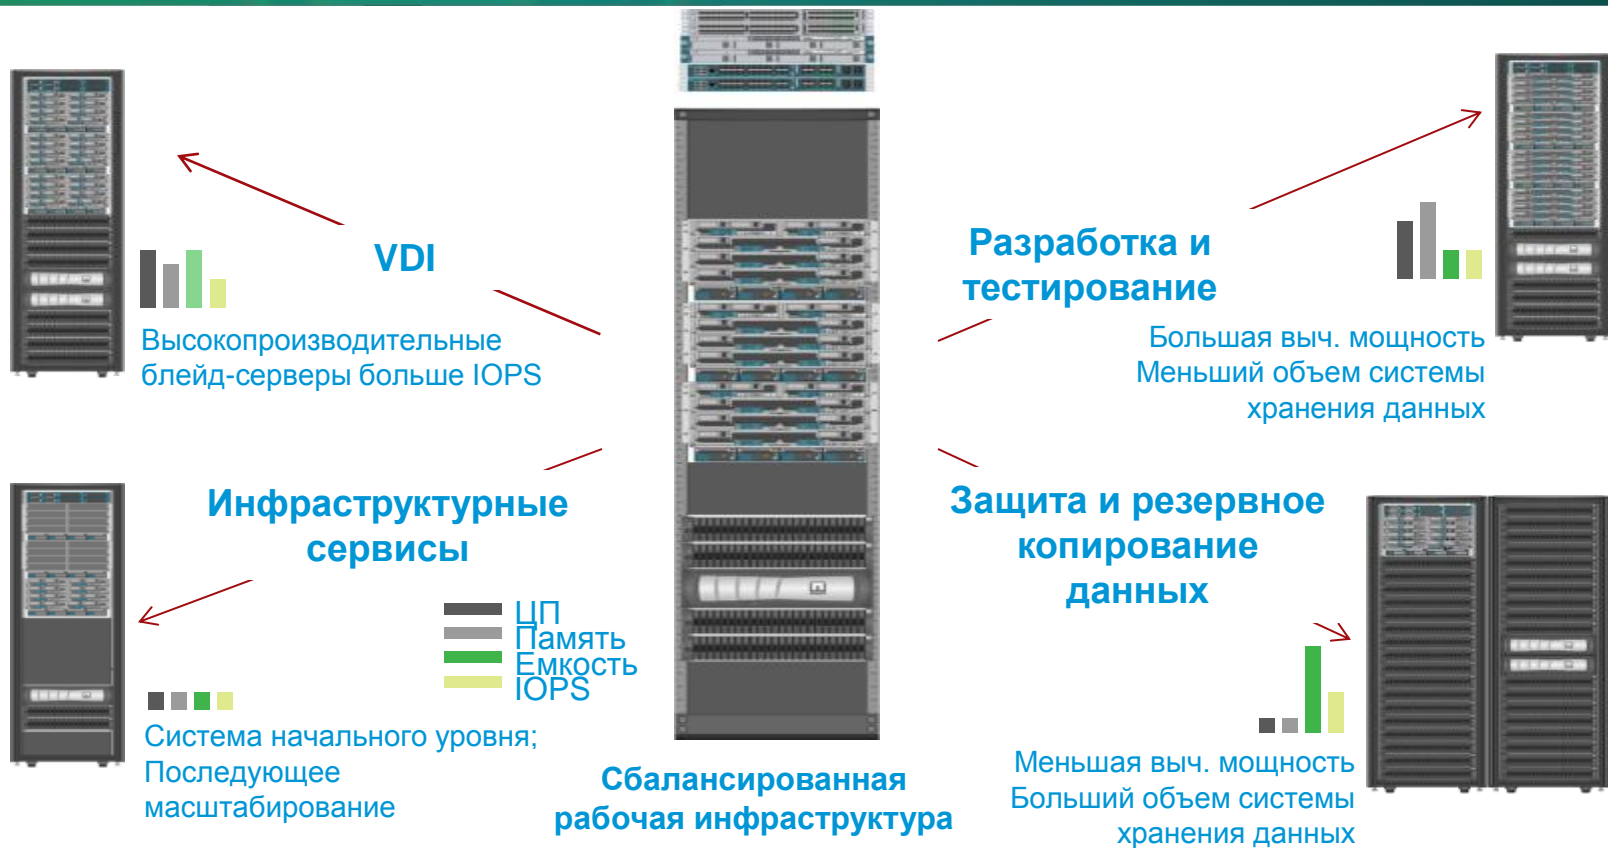 VDI
Высокопроизводительные
блейд-серверы больше IOPS
Разработка и
тестирование
Большая выч. мощность
Меньший объем системы
хранения данных
Инфраструктурные
сервисы
ЦП
Память
Емкость
IOPS
Система начального уровня;
Последующее
масштабирование
Защита и резервное
копирование
данных
Меньшая выч. мощность
Больший объем системы
хранения данных
Сбалансированная
рабочая инфраструктура